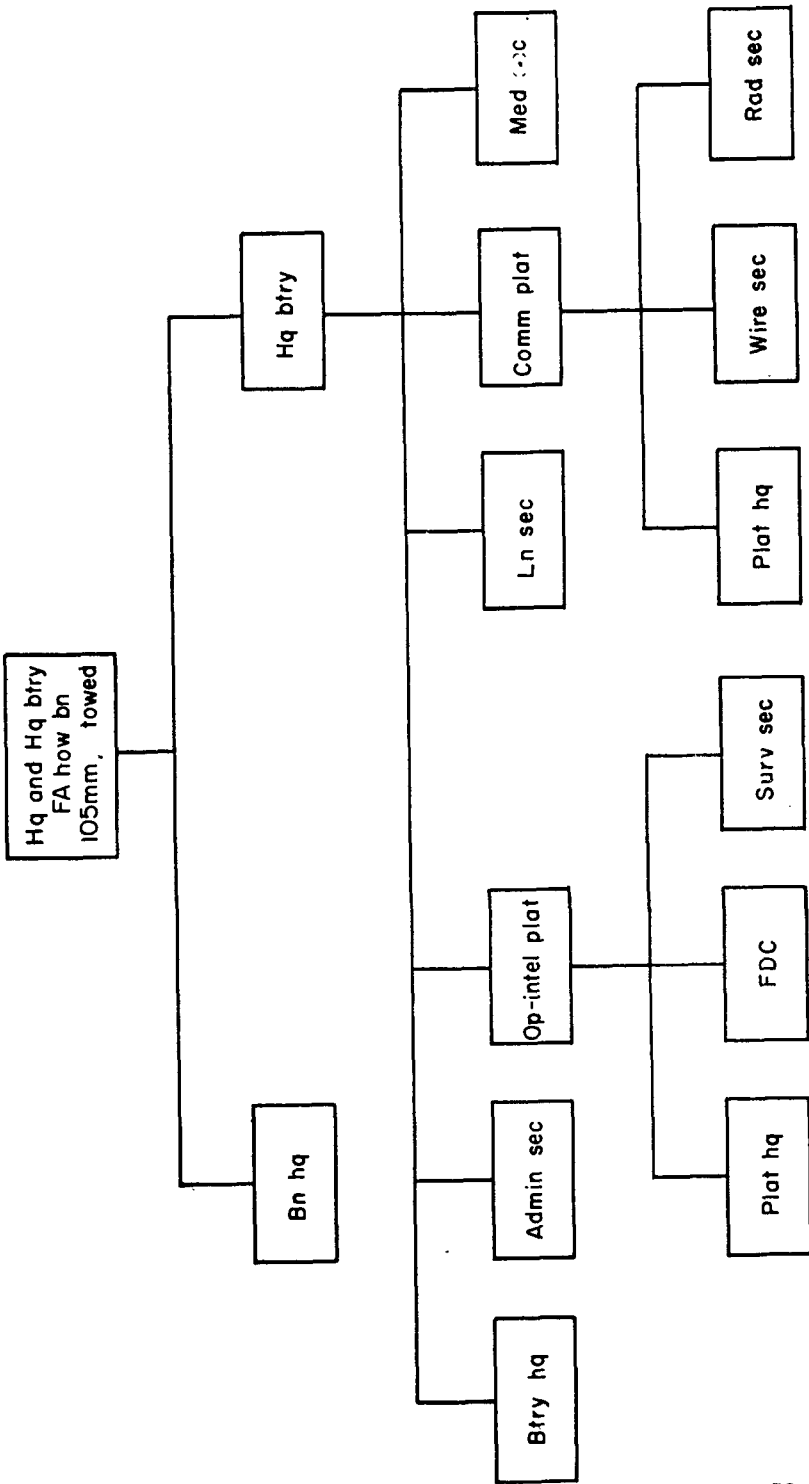 Hq and Hq btry
FA how bn
105mm, towed
Bn hq
Hq btry
Btry hq
Admin sec
Op-intel plat
Ln sec
Comm plat
Med
Plat hq
FDC
Surv sec
Plat hq
Wire sec
Rad sec